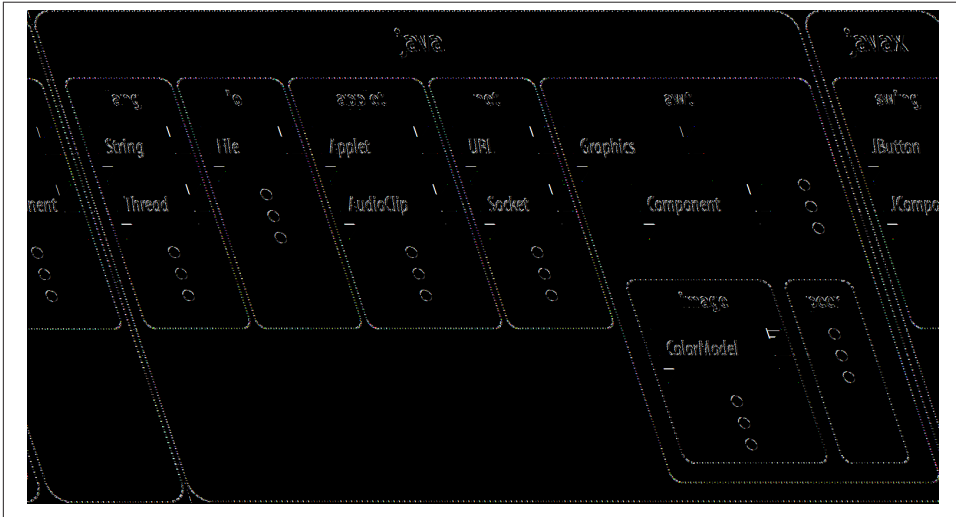 java javax
lang io applet net awt swing
String File Applet URL Graphics JButton
nent Thread AudioClip Socket Component JCompo
image peer
ColorModel